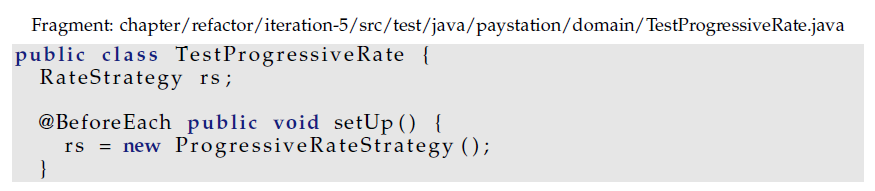 Fragment: chapter/refactor/iteration-5/src/test/java/paystation/domain/TestProgressiveRate.java
public class TestProgressiveRate {
  RateStrategy rs;

  @BeforeEach public void setUp() {
    rs = new ProgressiveRateStrategy();
  }